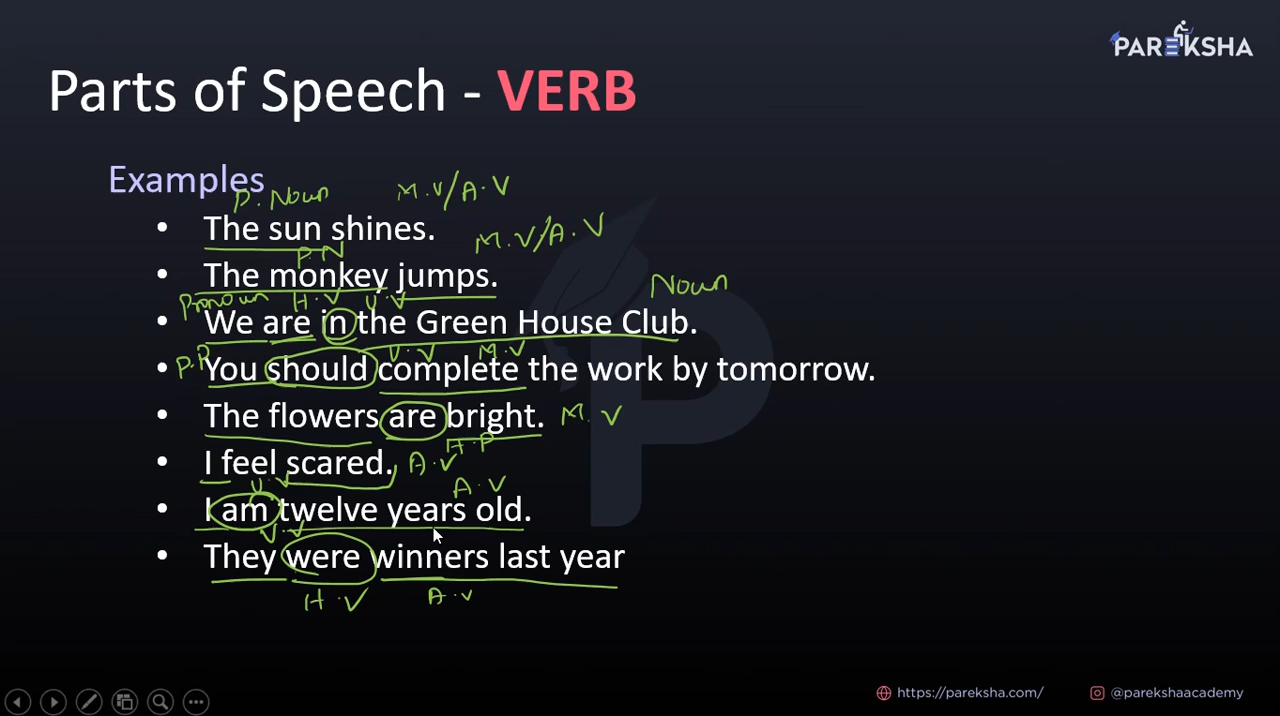 PAREKSHA
Parts of Speech - VERB
Examples
P. Noun M.V/A.V
• The sun shines.
P.N M.V/A.V
• The monkey jumps.
Pronoun H.V V.V Noun
• We are in the Green House Club.
P.P V.V M.V
• You should complete the work by tomorrow.
• The flowers are bright. M.V
H.P
• I feel scared. A.V
V.V A.V
• I am twelve years old.
V.V
• They were winners last year
H.V A.V
https://pareksha.com/ @parekshaacademy